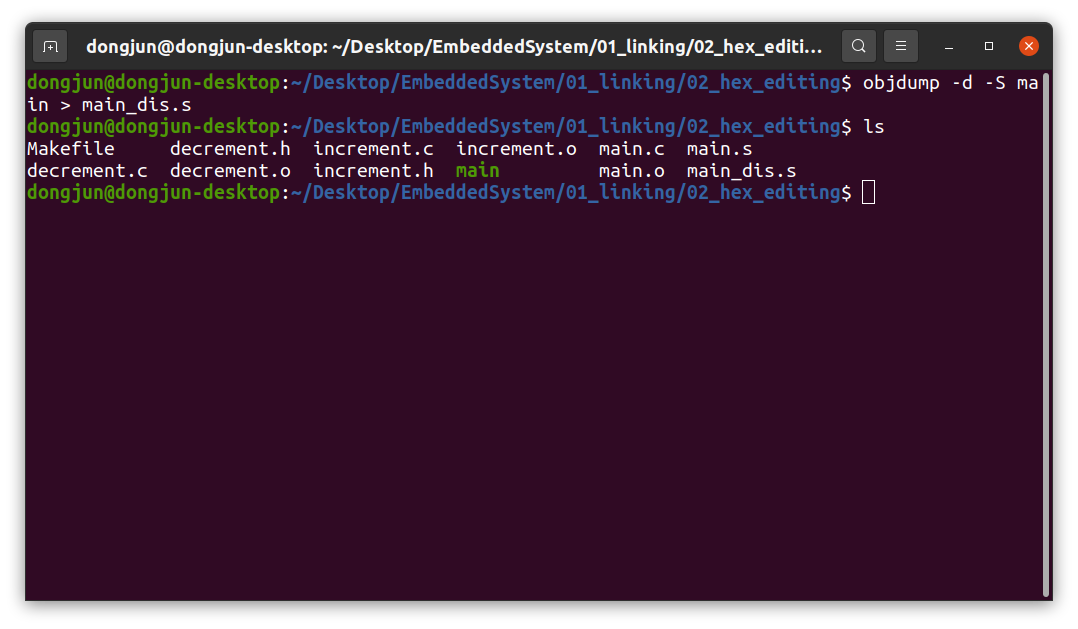 dongjun@dongjun-desktop: ~/Desktop/EmbeddedSystem/01_linking/02_hex_editi...
dongjun@dongjun-desktop:~/Desktop/EmbeddedSystem/01_linking/02_hex_editing$ objdump -d -S ma
in > main_dis.s
dongjun@dongjun-desktop:~/Desktop/EmbeddedSystem/01_linking/02_hex_editing$ ls
Makefile     decrement.h  increment.c  increment.o  main.c  main.s
decrement.c  decrement.o  increment.h  main         main.o  main_dis.s
dongjun@dongjun-desktop:~/Desktop/EmbeddedSystem/01_linking/02_hex_editing$